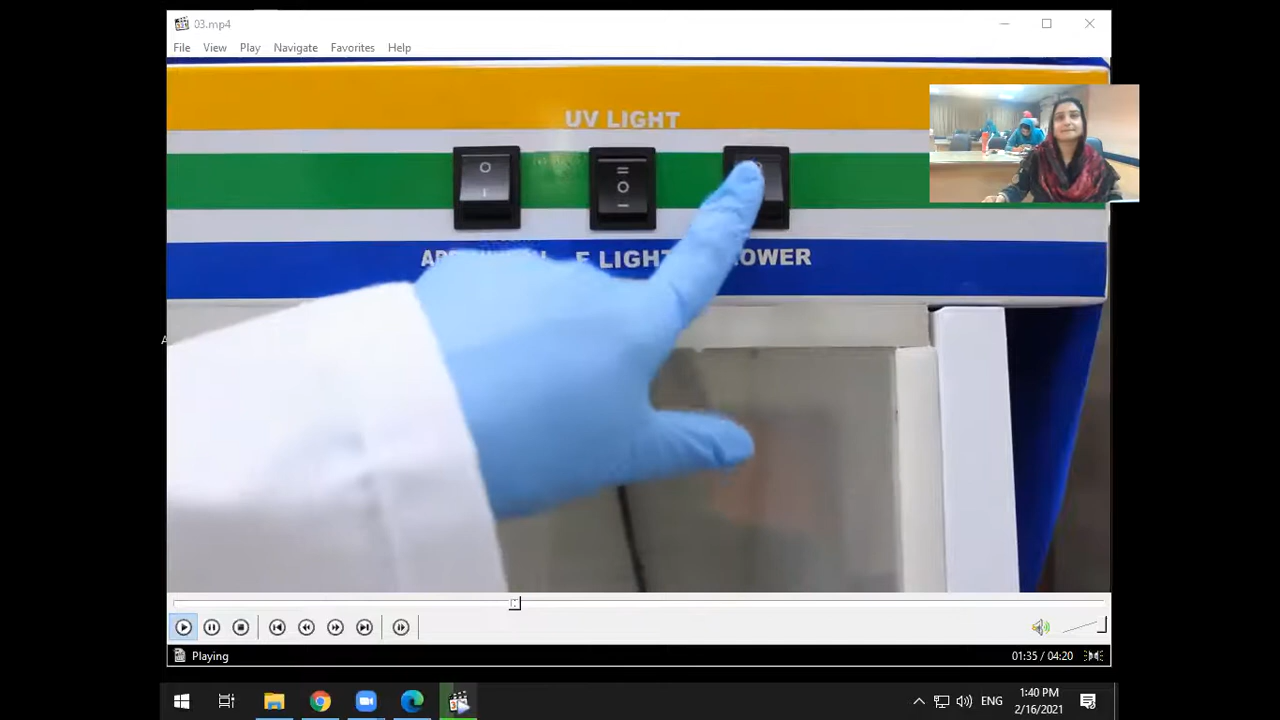 03.mp4
File View Play Navigate Favorites Help
UV LIGHT
F LIGHT
Playing
01:35 / 04:20
ENG
1:40 PM
2/16/2021